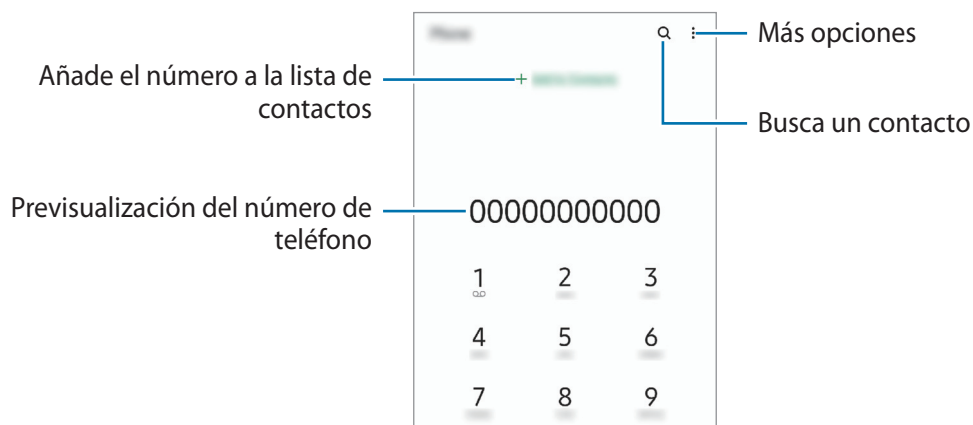 Más opciones
Añade el número a la lista de
contactos
Busca un contacto
Previsualización del número de
teléfono
00000000000
1 2 3
4 5 6
7 8 9